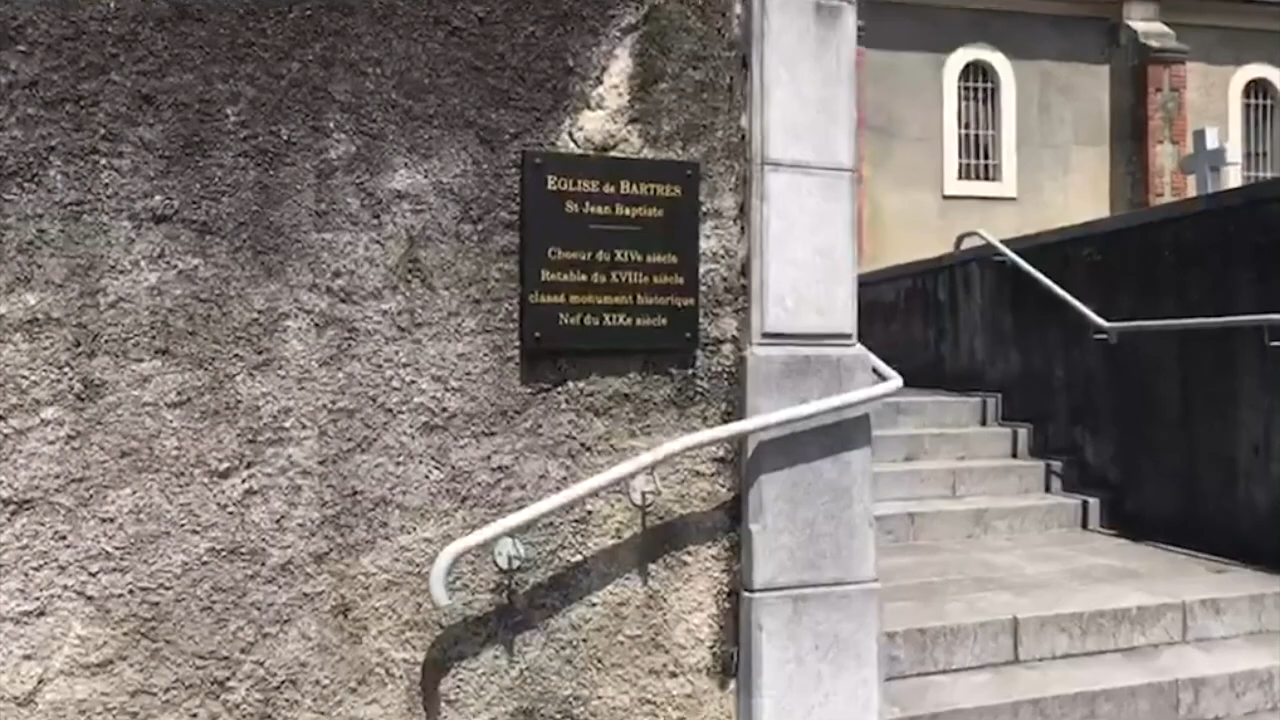 EGLISE de BARTRES
St Jean Baptiste
Choeur du XIVe siècle
Retable du XVIIIe siècle
classé monument historique
Nef du XIXe siècle